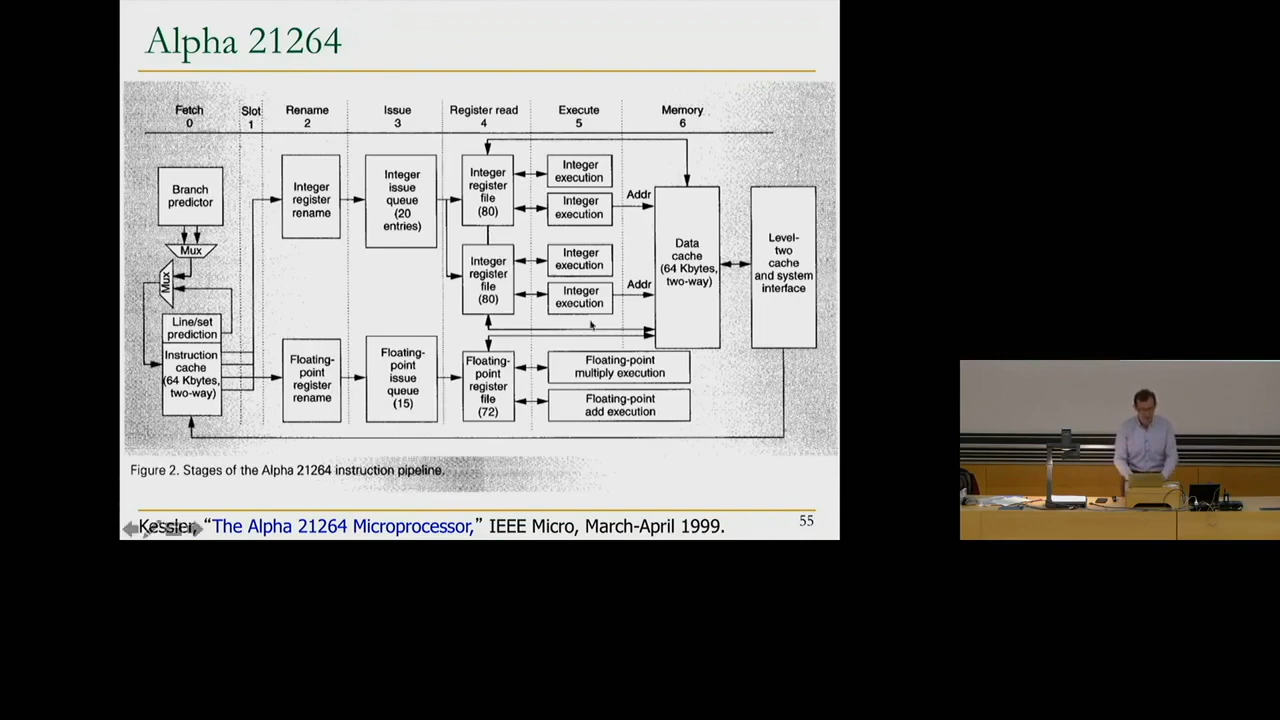 Alpha 21264
Fetch
0
Slot
1
Rename
2
Issue
3
Register read
4
Execute
5
Memory
6
Branch
predictor
Mux
Mux
Line/set
prediction
Instruction
cache
(64 Kbytes,
two-way)
Integer
register
rename
Integer
issue
queue
(20
entries)
Integer
register
file
(80)
Integer
execution
Integer
execution
Addr
Integer
register
file
(80)
Integer
execution
Integer
execution
Addr
Data
cache
(64 Kbytes,
two-way)
Level-
two
cache
and system
interface
Floating-
point
register
rename
Floating-
point
issue
queue
(15)
Floating-
point
register
file
(72)
Floating-point
multiply execution
Floating-point
add execution
Figure 2. Stages of the Alpha 21264 instruction pipeline.
Kessler, “The Alpha 21264 Microprocessor,” IEEE Micro, March-April 1999.
55